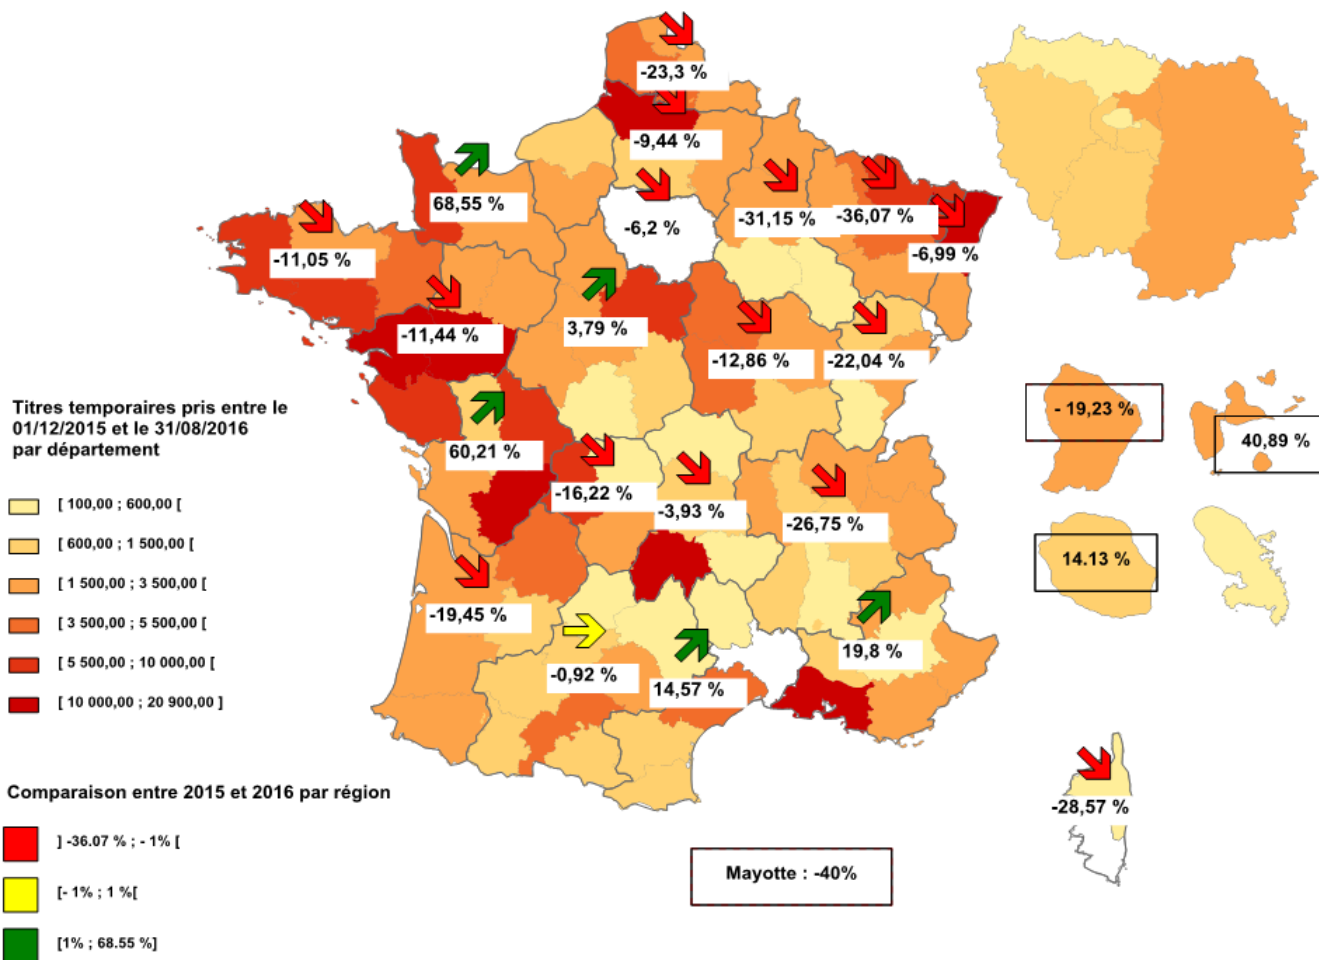 -23,3 %
-9,44 %
68,55 %
-6,2 %
-31,15 %
-36,07 %
-6,99 %
-11,05 %
-11,44 %
3,79 %
-12,86 %
-22,04 %
Titres temporaires pris entre le
01/12/2015 et le 31/08/2016
par département
[ 100,00 ; 600,00 [
[ 600,00 ; 1 500,00 [
[ 1 500,00 ; 3 500,00 [
[ 3 500,00 ; 5 500,00 [
[ 5 500,00 ; 10 000,00 [
[ 10 000,00 ; 20 900,00 ]
60,21 %
-16,22 %
-3,93 %
-26,75 %
-19,45 %
-0,92 %
14,57 %
19,8 %
- 19,23 %
40,89 %
14.13 %
-28,57 %
Mayotte : -40%
Comparaison entre 2015 et 2016 par région
] -36.07 % ; - 1% [
[- 1% ; 1 %[
[1% ; 68.55 %]